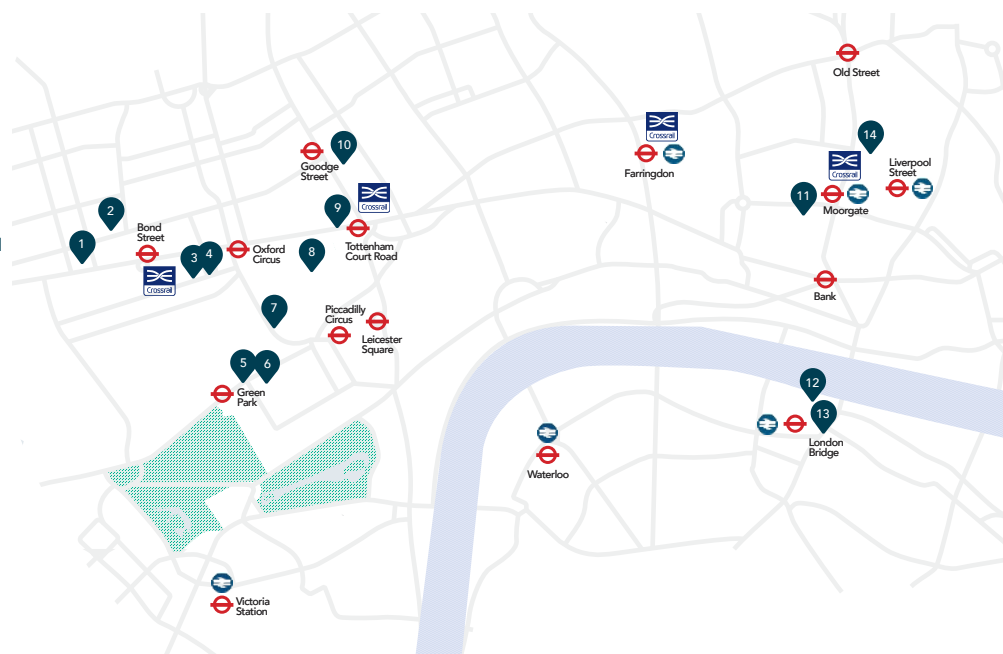 Old Street
Crossrail
14
10
Goodge
Street
Farringdon
Crossrail
Liverpool
Street
Crossrail
11
Moorgate
2
9
Bond
Street
1
3
4
Crossrail
Oxford
Circus
8
Tottenham
Court Road
Bank
7
Piccadilly
Circus
Leicester
Square
5
6
Green
Park
12
13
London
Bridge
Waterloo
Victoria
Station